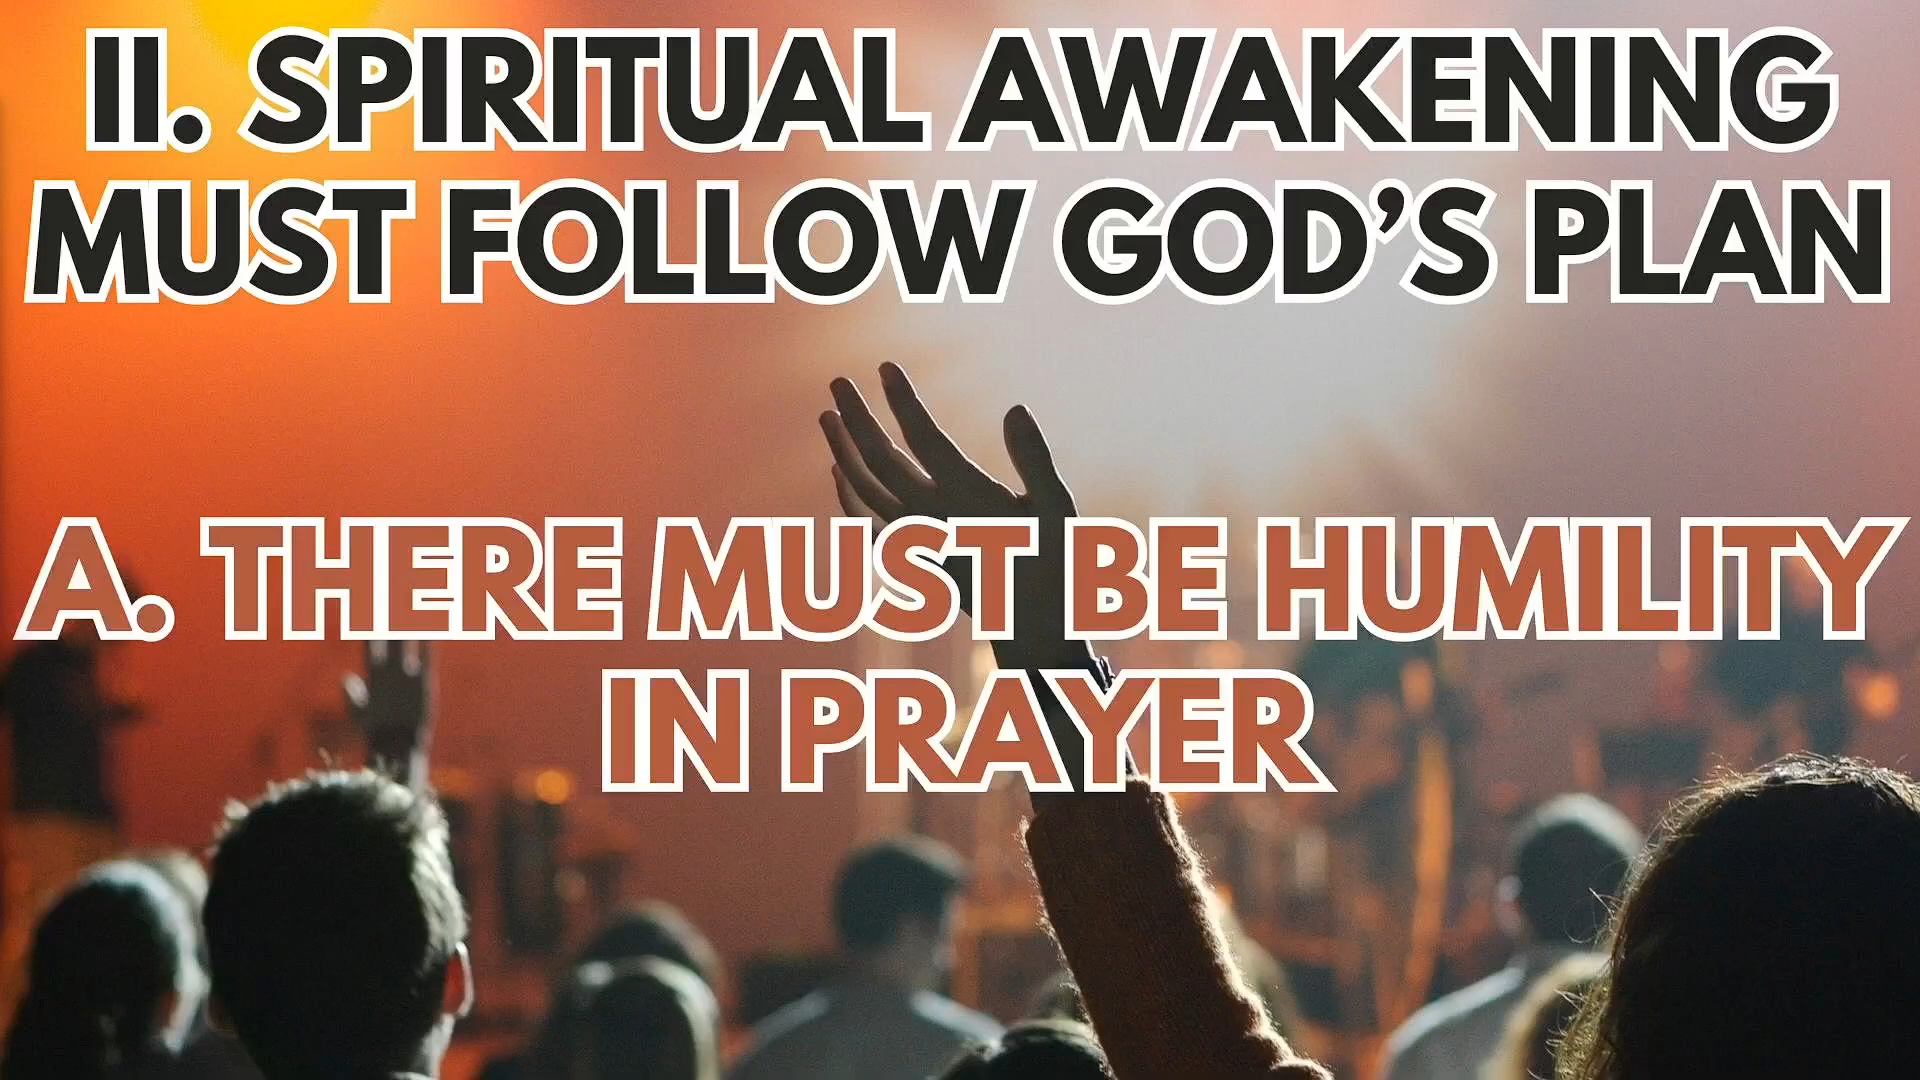 II. SPIRITUAL AWAKENING
MUST FOLLOW GOD’S PLAN
A. THERE MUST BE HUMILITY
IN PRAYER